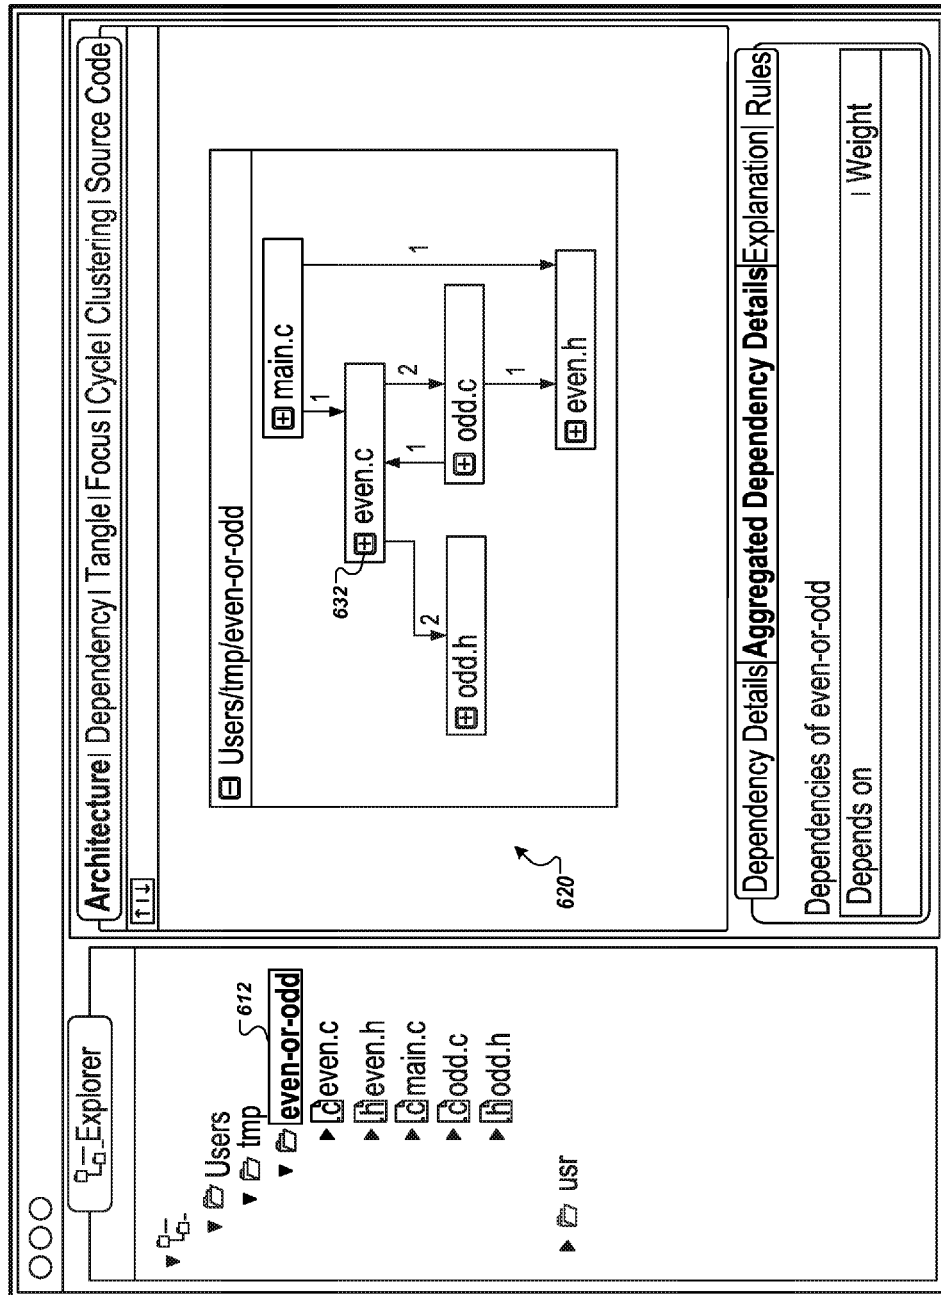 Explorer
Users
tmp
612
even-or-odd
.c even.c
.h even.h
.c main.c
.c odd.c
.h odd.h
usr
Architecture | Dependency | Tangle | Focus | Cycle | Clustering | Source Code
↑ | ↓
Users/tmp/even-or-odd
main.c
1
632
even.c
1
2
1
2
odd.h
odd.c
1
even.h
620
Dependency Details | Aggregated Dependency Details | Explanation | Rules
Dependencies of even-or-odd
Depends on | Weight